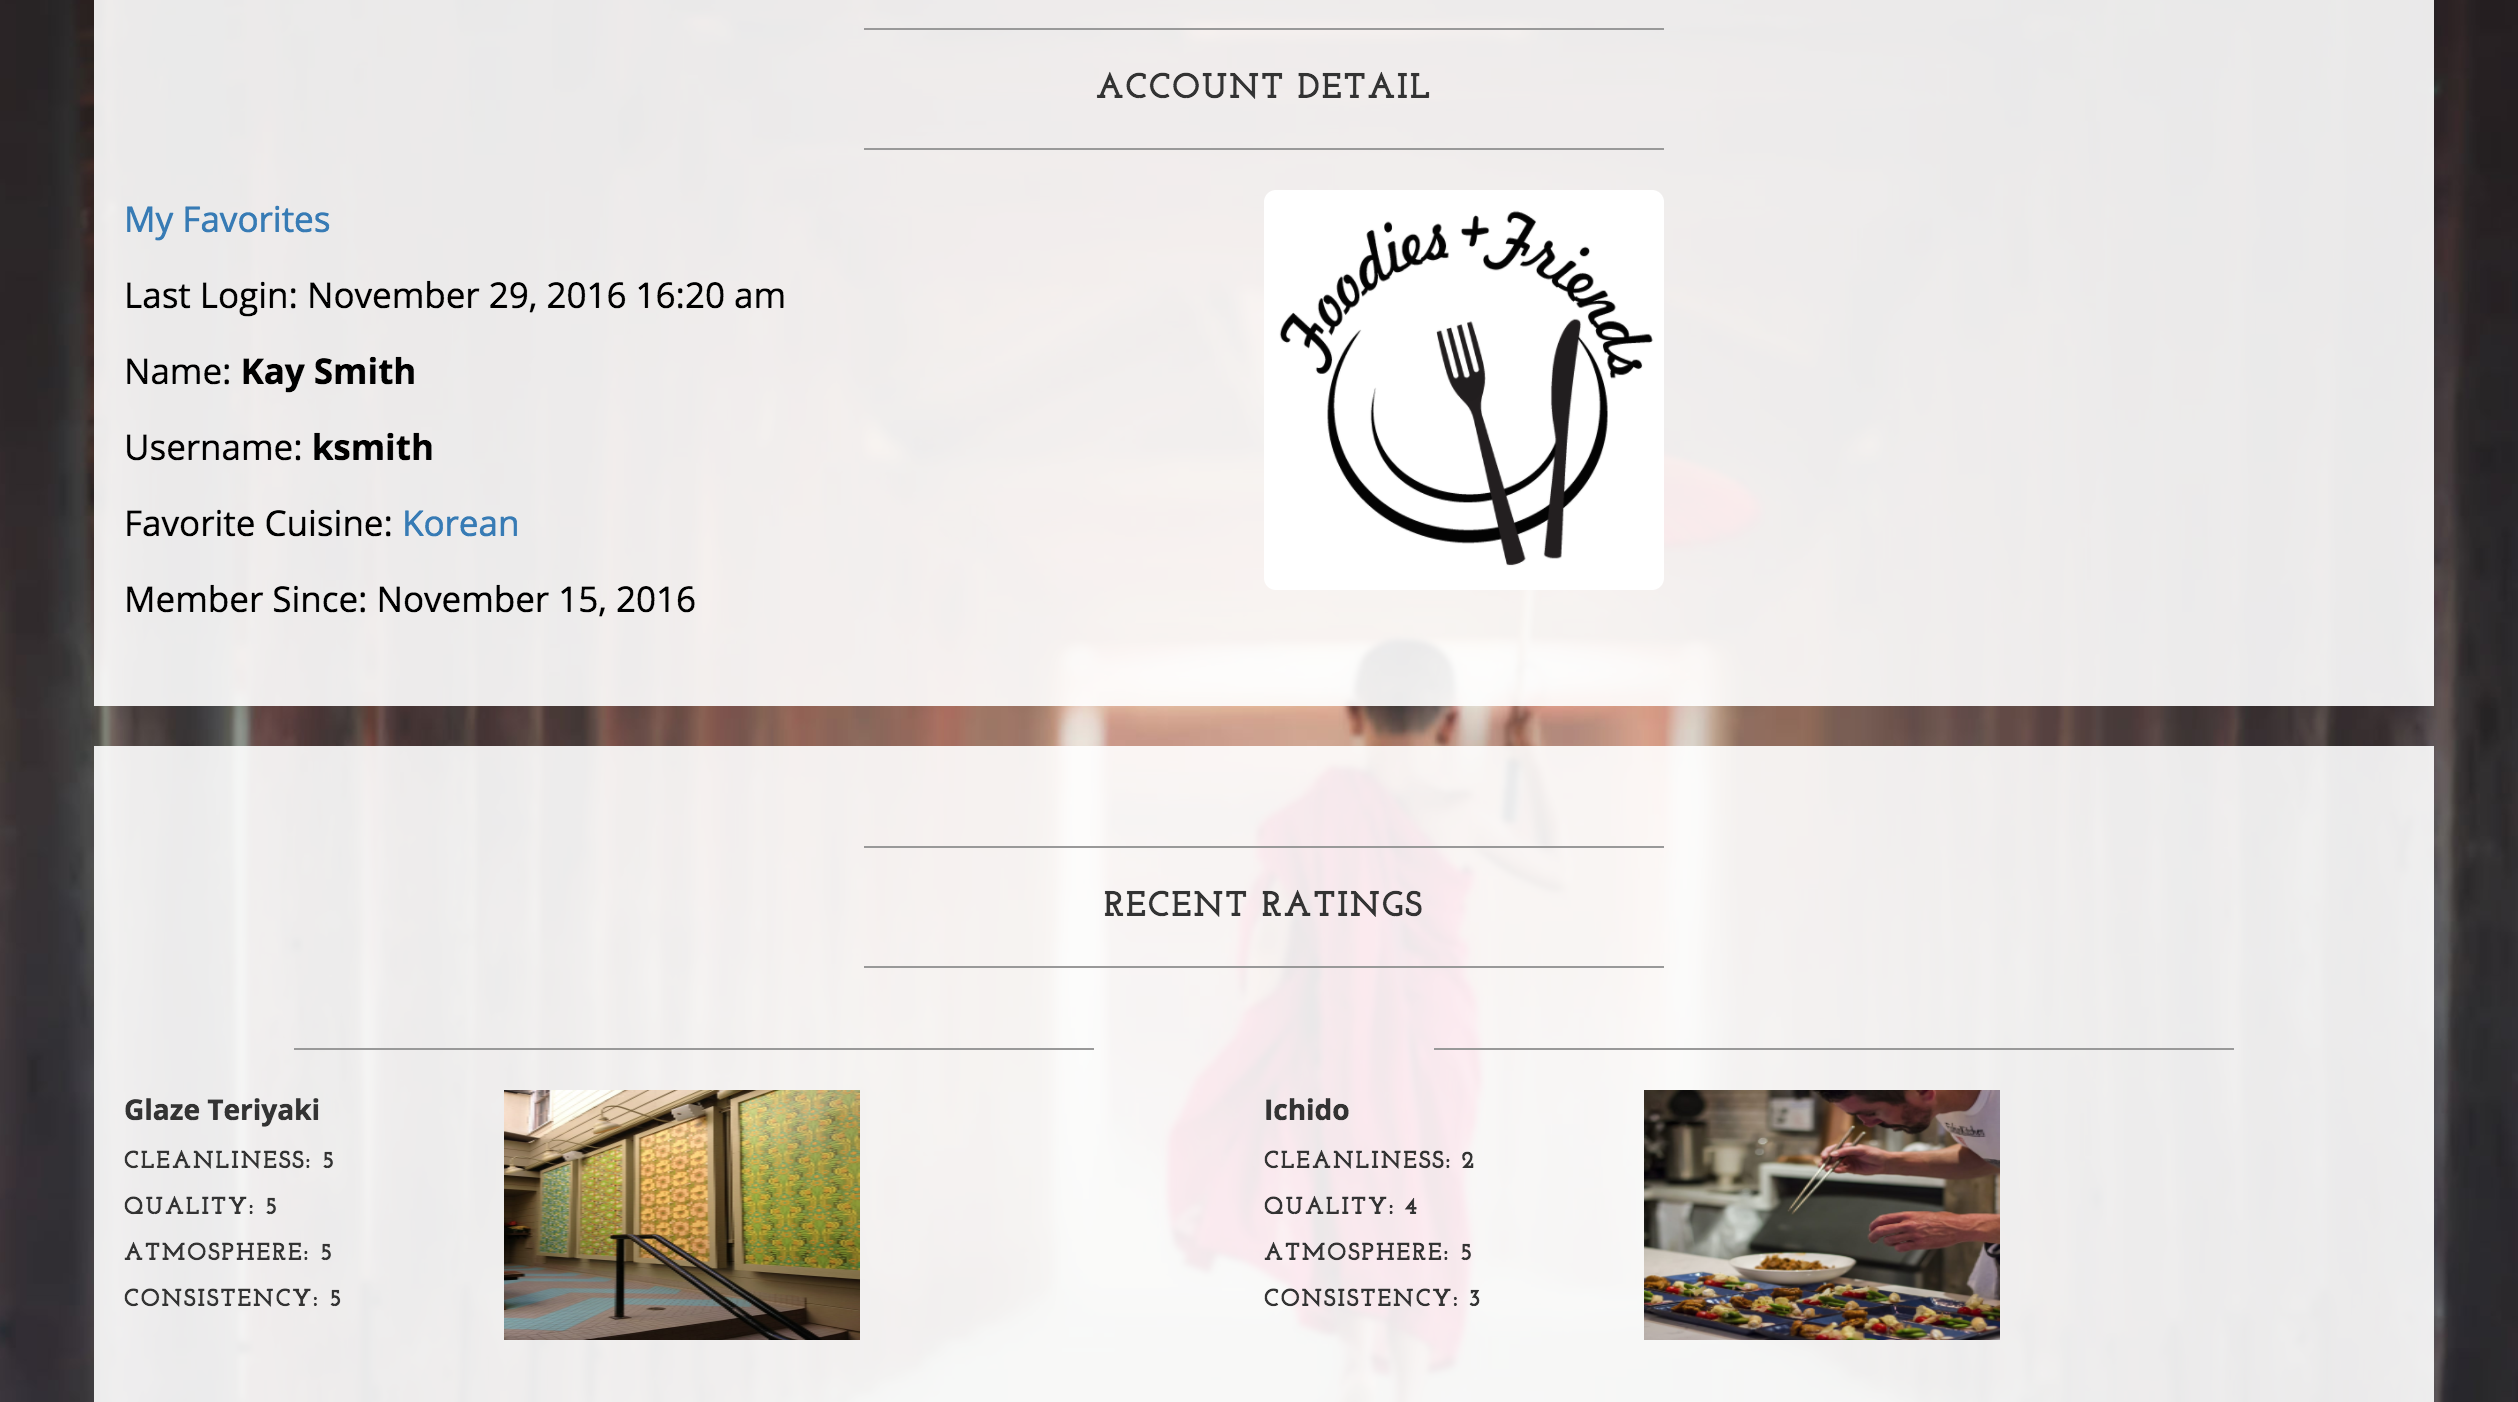 ACCOUNT DETAIL
My Favorites
Last Login: November 29, 2016 16:20 am
Name: Kay Smith
Username: ksmith
Favorite Cuisine: Korean
Member Since: November 15, 2016
Foodies + Friends
RECENT RATINGS
Glaze Teriyaki
CLEANLINESS: 5
QUALITY: 5
ATMOSPHERE: 5
CONSISTENCY: 5
Ichido
CLEANLINESS: 2
QUALITY: 4
ATMOSPHERE: 5
CONSISTENCY: 3